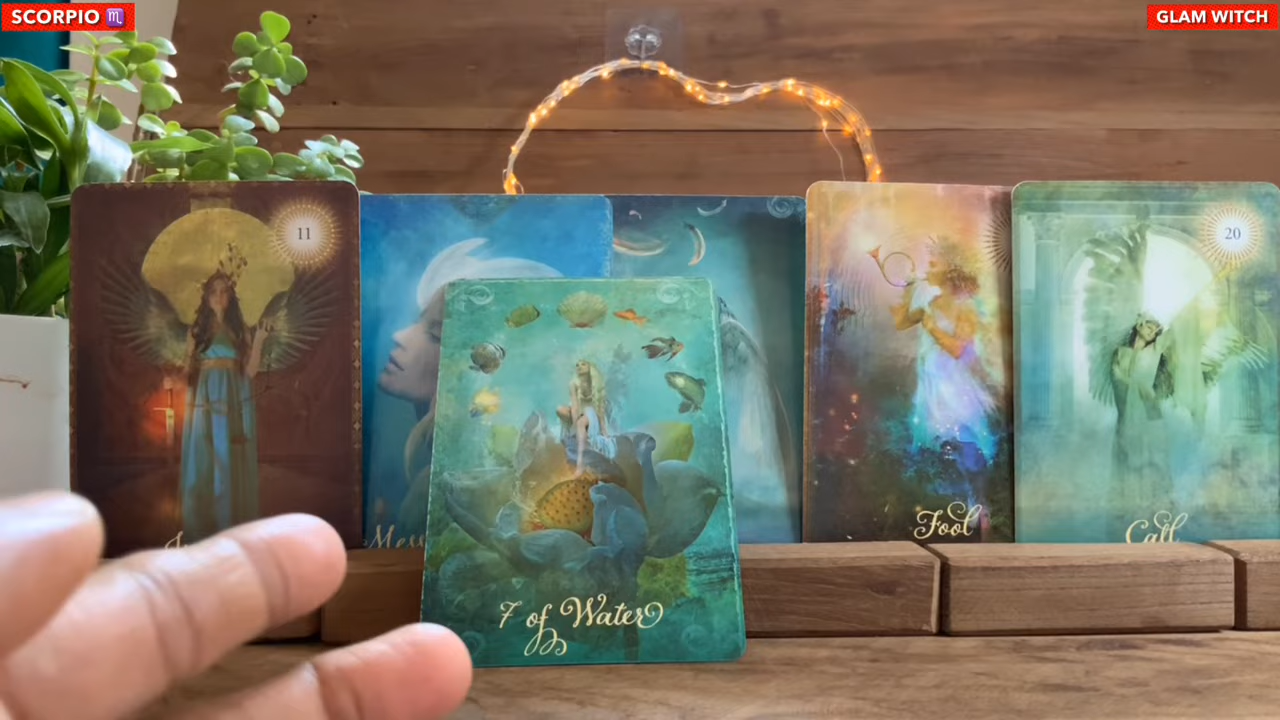 SCORPIO ♏
GLAM WITCH
11
20
7 of Water
Fool
Call